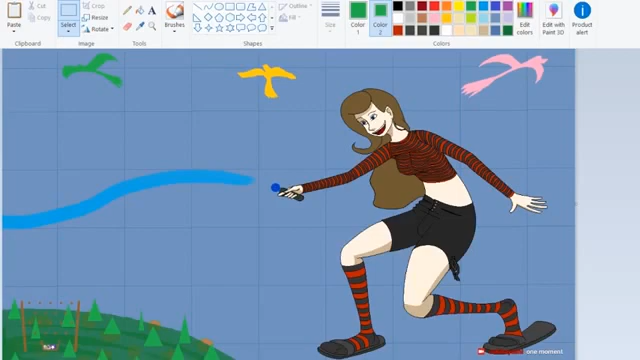 Paste
Cut
Copy
Clipboard
Select
Crop
Resize
Rotate
Image
A
Tools
Brushes
Outline
Fill
Shapes
Size
Color 1
Color 2
Edit colors
Colors
Edit with Paint 3D
Product alert
one moment